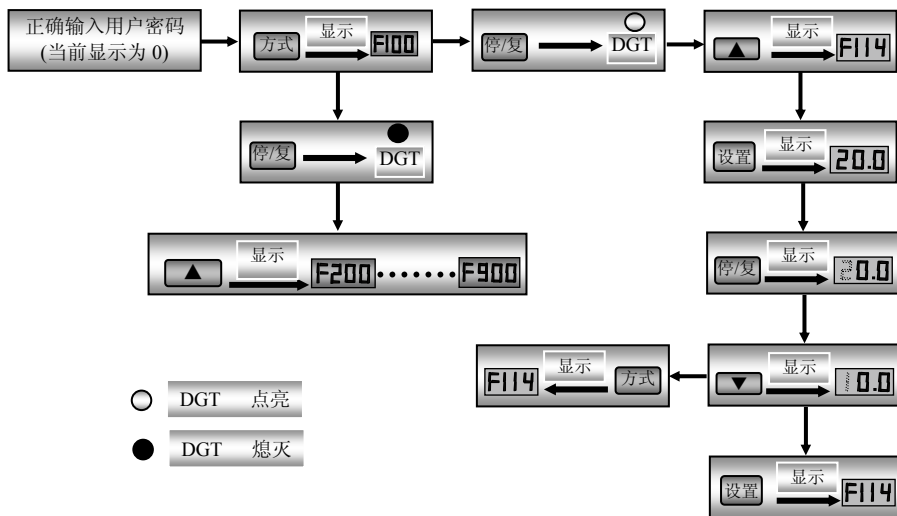 正确输入用户密码
(当前显示为 0)
方式
显示
F100
停/复
DGT
▲
显示
F114
停/复
DGT
设置
显示
20.0
▲
显示
F200·······F900
停/复
显示
20.0
F114
显示
方式
▼
显示
10.0
DGT 点亮
DGT 熄灭
设置
显示
F114